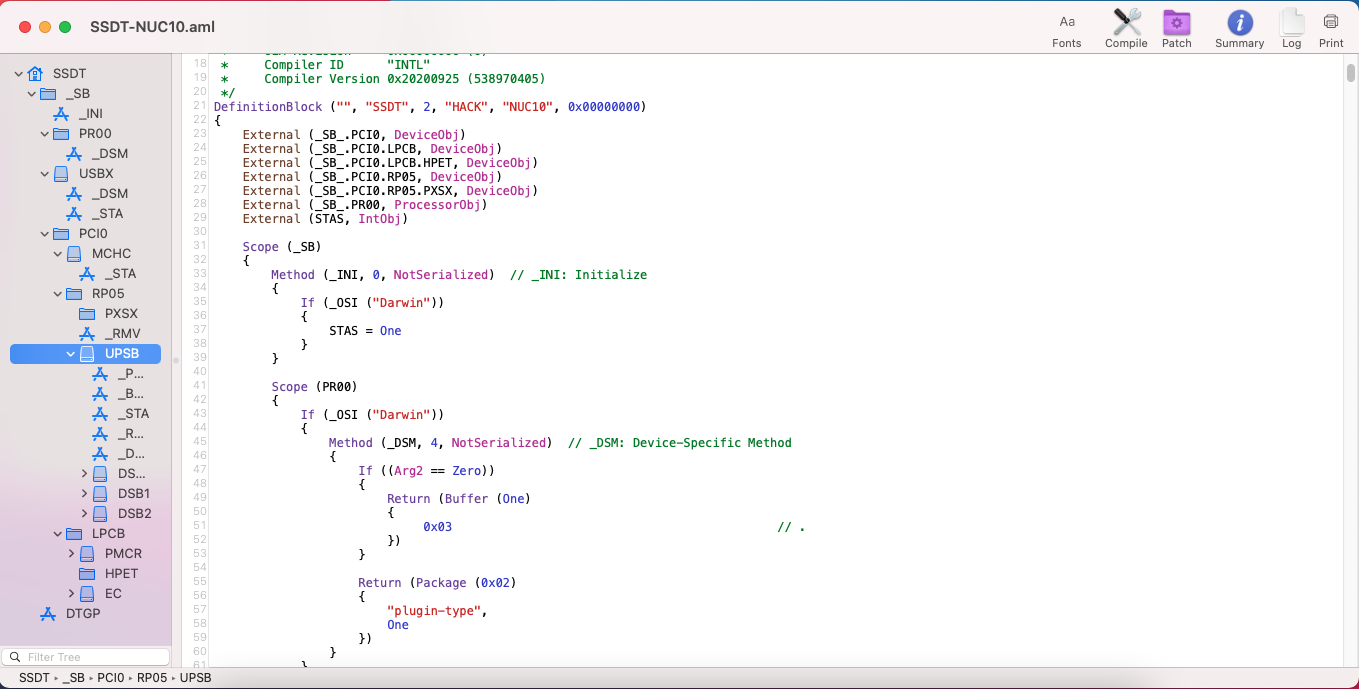 SSDT-NUC10.aml
Aa
Fonts
Compile
Patch
Summary
Log
Print
SSDT
_SB
_INI
PR00
_DSM
USBX
_DSM
_STA
PCI0
MCHC
_STA
RP05
PXSX
_RMV
UPSB
_P...
_B...
_STA
_R...
_D...
DS...
DSB1
DSB2
LPCB
PMCR
HPET
EC
DTGP
Filter Tree
18 *     Compiler ID      "INTL"
19 *     Compiler Version 0x20200925 (538970405)
20 */
21 DefinitionBlock ("", "SSDT", 2, "HACK", "NUC10", 0x00000000)
22 {
23     External (_SB_.PCI0, DeviceObj)
24     External (_SB_.PCI0.LPCB, DeviceObj)
25     External (_SB_.PCI0.LPCB.HPET, DeviceObj)
26     External (_SB_.PCI0.RP05, DeviceObj)
27     External (_SB_.PCI0.RP05.PXSX, DeviceObj)
28     External (_SB_.PR00, ProcessorObj)
29     External (STAS, IntObj)
30
31     Scope (_SB)
32     {
33         Method (_INI, 0, NotSerialized)  // _INI: Initialize
34         {
35             If (_OSI ("Darwin"))
36             {
37                 STAS = One
38             }
39         }
40
41         Scope (PR00)
42         {
43             If (_OSI ("Darwin"))
44             {
45                 Method (_DSM, 4, NotSerialized)  // _DSM: Device-Specific Method
46                 {
47                     If ((Arg2 == Zero))
48                     {
49                         Return (Buffer (One)
50                         {
51                              0x03                                             // .
52                         })
53                     }
54
55                     Return (Package (0x02)
56                     {
57                         "plugin-type",
58                         One
59                     })
60                 }
61             }
SSDT ▸ _SB ▸ PCI0 ▸ RP05 ▸ UPSB